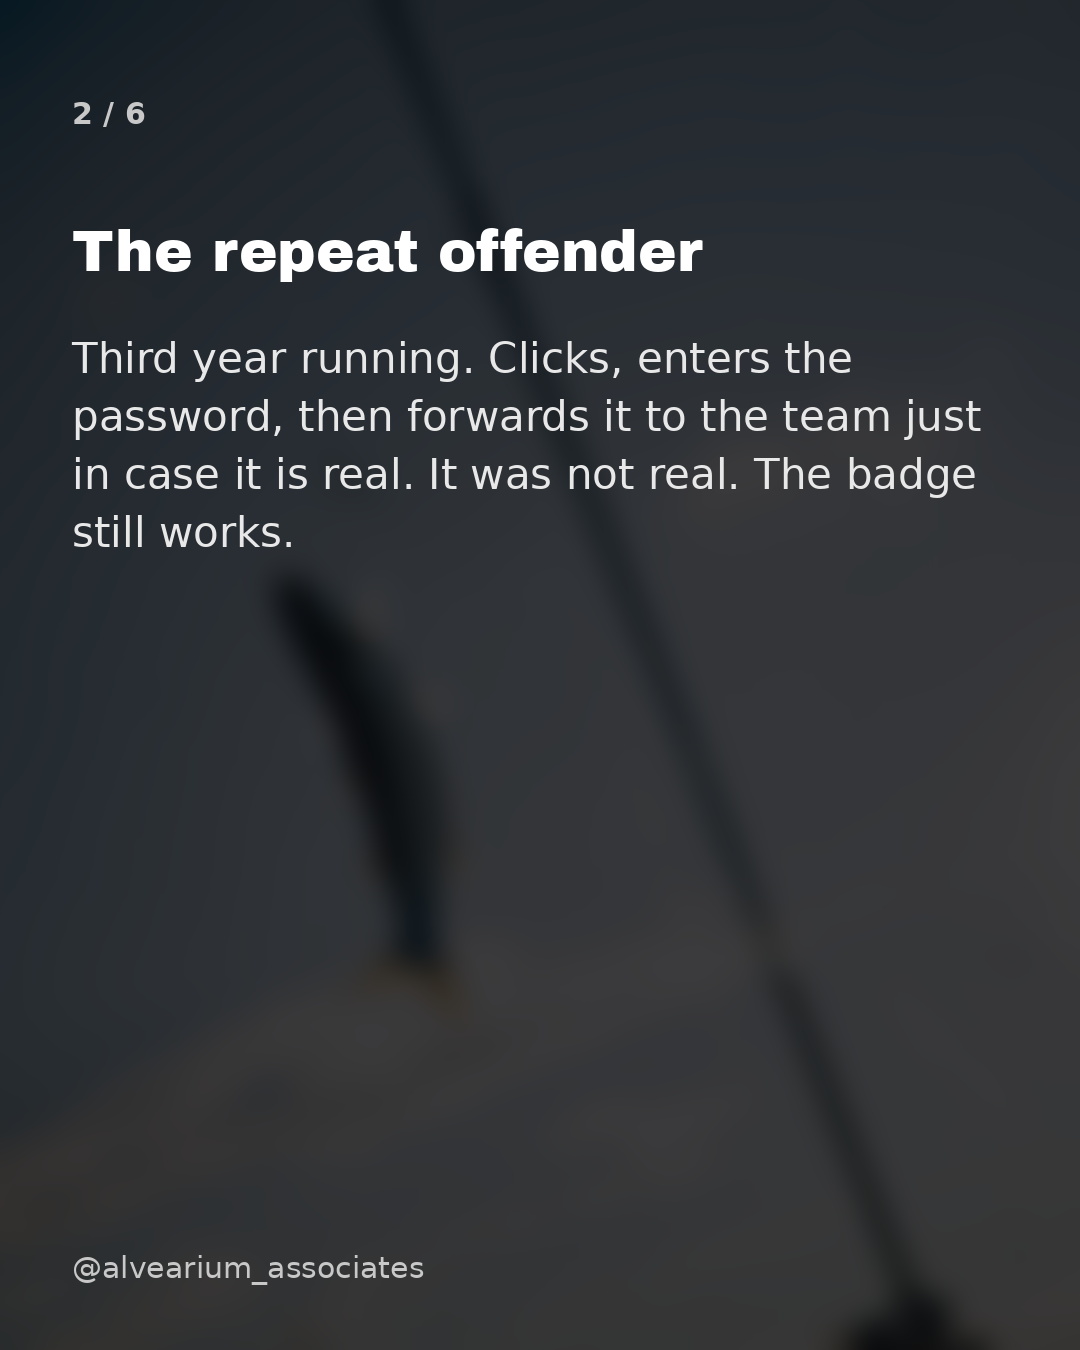 2 / 6
The repeat offender
Third year running. Clicks, enters the
password, then forwards it to the team just
in case it is real. It was not real. The badge
still works.
@alvearium_associates